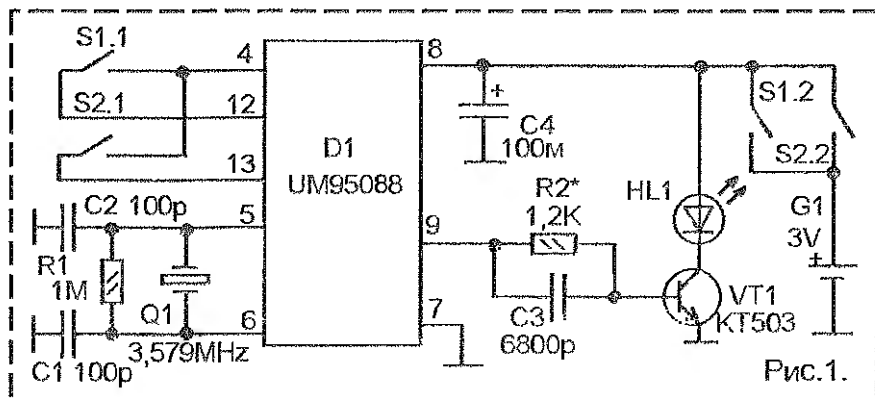 S1.1
4
8
S2.1
12
13
C2 100p
5
R1
1M
Q1
6
3,579MHz
C1 100p
D1
UM95088
+
C4
100м
9
R2*
1,2K
C3
6800p
7
HL1
VT1
КТ503
S1.2
S2.2
G1
3V
+
Рис.1.